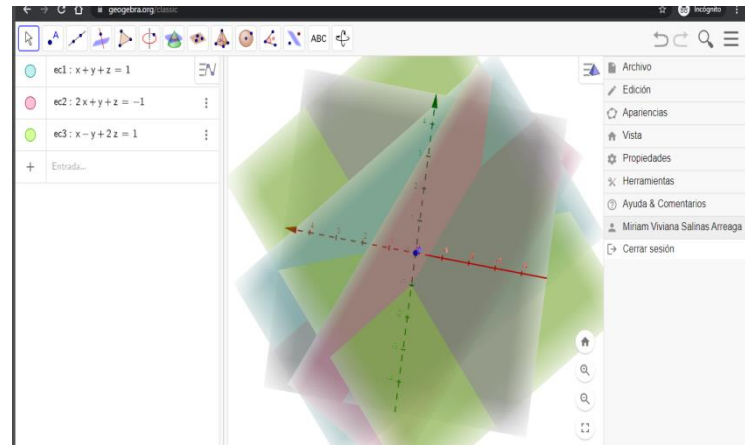 geogebra.org/classic
Incógnito
ABC
ec1 : x + y + z = 1
ec2 : 2x + y + z = −1
ec3 : x − y + 2z = 1
Entrada...
Archivo
Edición
Apariencias
Vista
Propiedades
Herramientas
Ayuda & Comentarios
Miriam Viviana Salinas Arreaga
Cerrar sesión